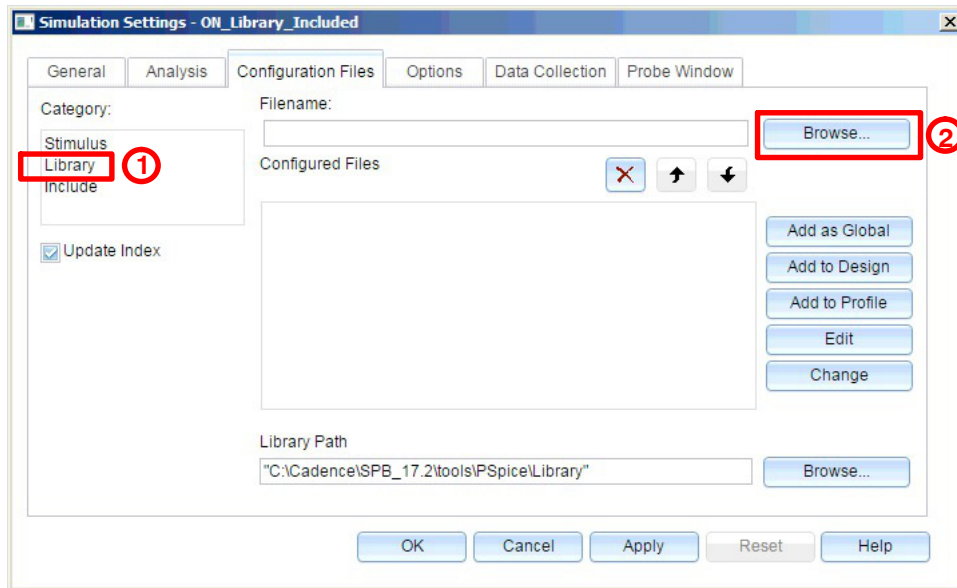 Simulation Settings - ON_Library_Included
General Analysis Configuration Files Options Data Collection Probe Window
Category:
Stimulus
Library
Include
1
Update Index
Filename:
Browse...
2
Configured Files
Add as Global
Add to Design
Add to Profile
Edit
Change
Library Path
"C:\Cadence\SPB_17.2\tools\PSpice\Library"
Browse...
OK Cancel Apply Reset Help